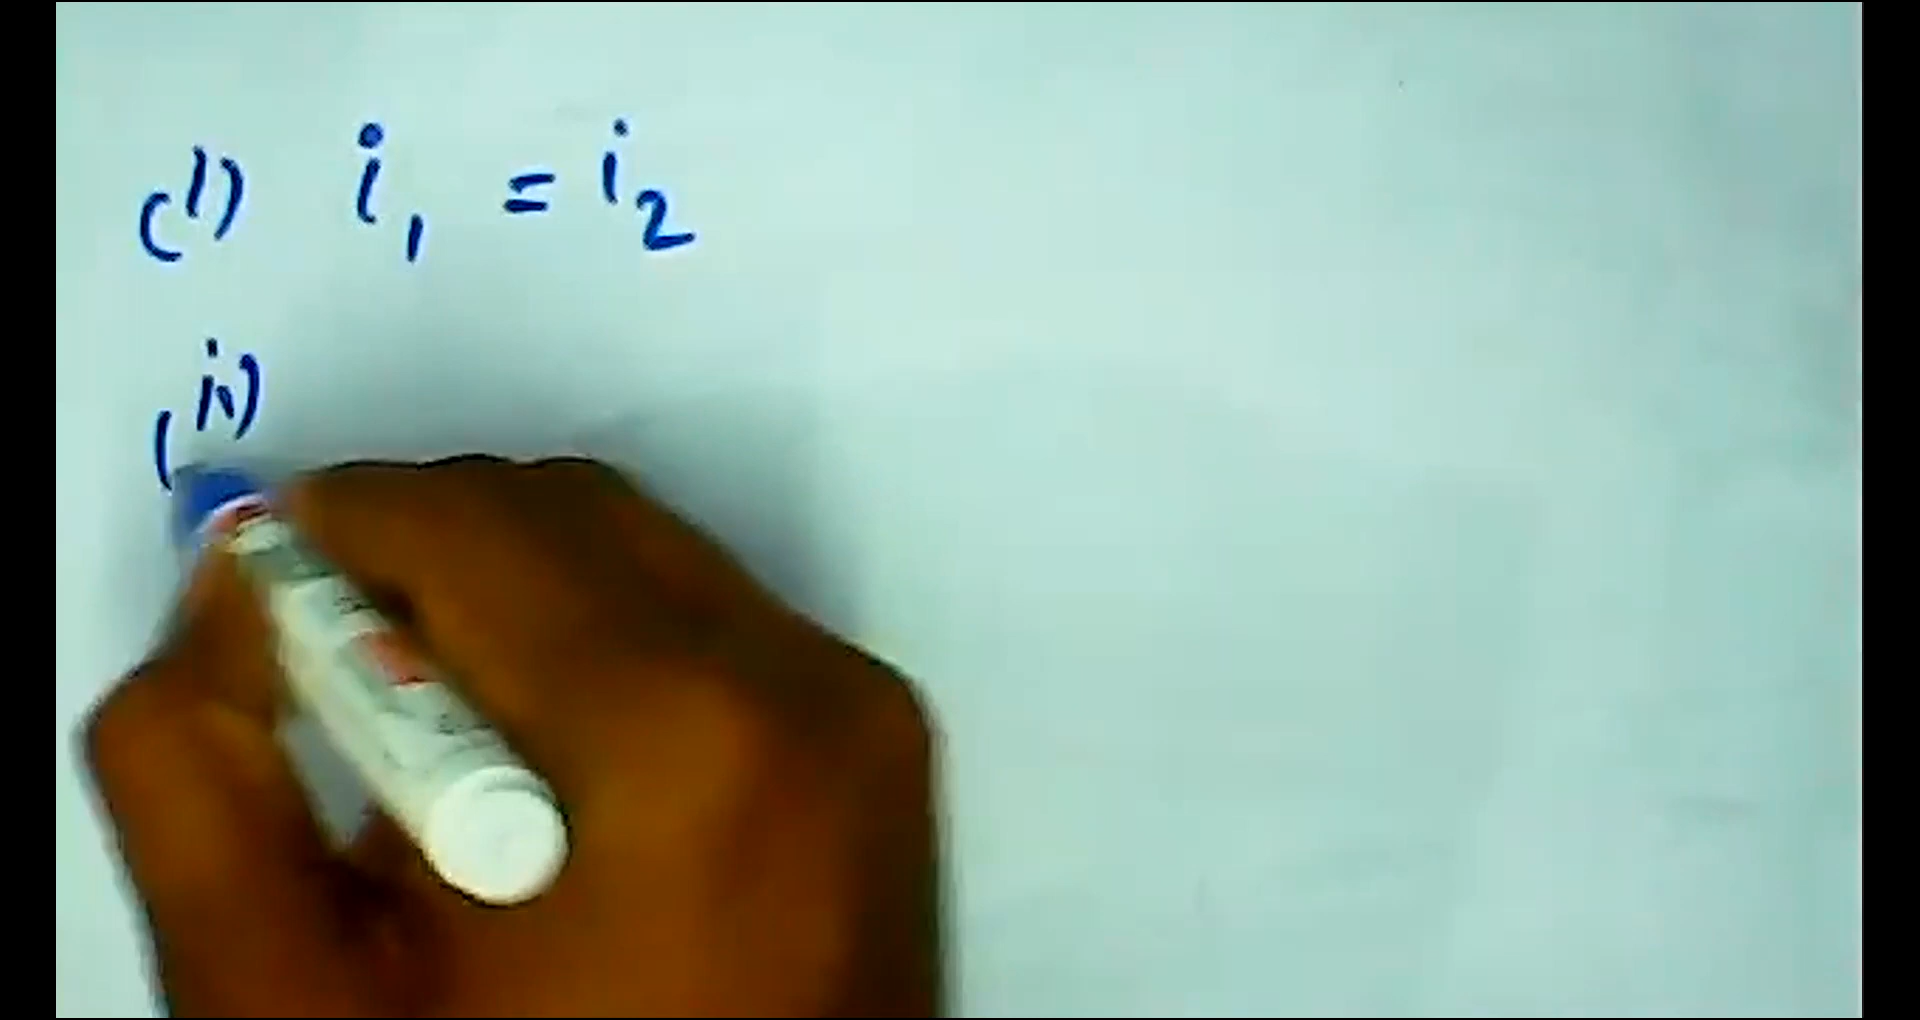 (i) i₁ = i₂
(ii)